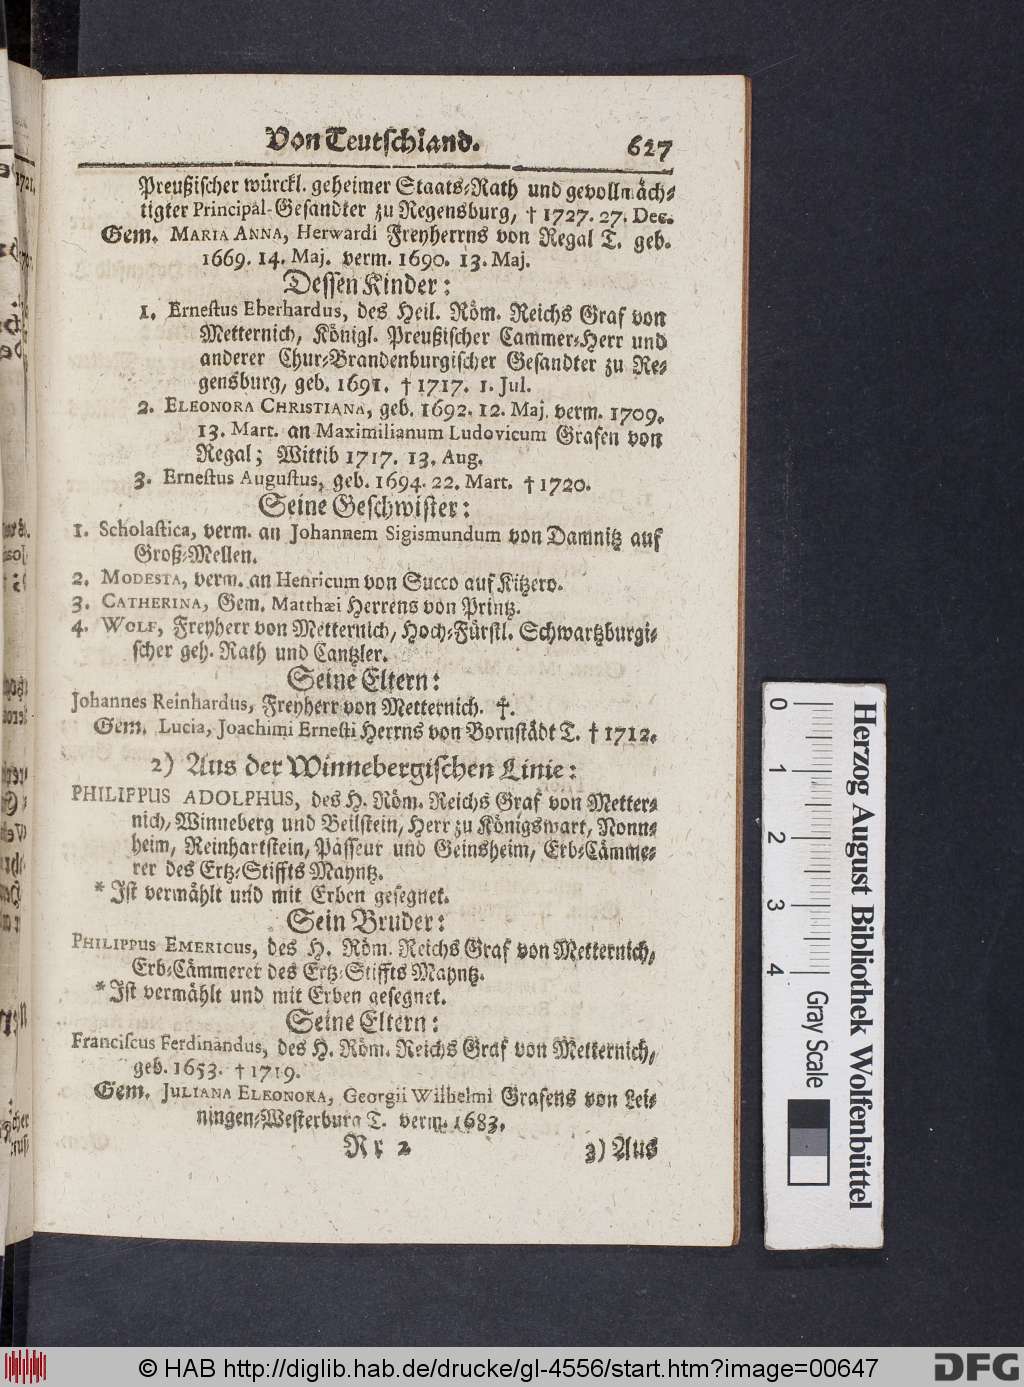 Von Teutschland. 627
Preußischer würckl. geheimer Staats-Rath und gevollmäch-
tigter Principal-Gesandter zu Regensburg, † 1727. 27. Dec.
Gem. MARIA ANNA, Herwardi Freyherrns von Regal T. geb.
1669. 14. Maj. verm. 1690. 13. Maj.
Dessen Kinder:
1. Ernestus Eberhardus, des Heil. Röm. Reichs Graf von
Metternich, Königl. Preußischer Cammer-Herr und
anderer Chur-Brandenburgischer Gesandter zu Re-
gensburg, geb. 1691. † 1717. 1. Jul.
2. ELEONORA CHRISTIANA, geb. 1692. 12. Maj. verm. 1709.
13. Mart. an Maximilianum Ludovicum Grafen von
Regal; Wittib 1717. 13. Aug.
3. Ernestus Augustus, geb. 1694. 22. Mart. † 1720.
Seine Geschwister:
1. Scholastica, verm. an Johannem Sigismundum von Damnitz auf
Groß-Mellen.
2. MODESTA, verm. an Henricum von Succo auf Kitzero.
3. CATHERINA, Gem. Matthæi Herrens von Printz.
4. WOLF, Freyherr von Metternich, Hoch-Fürstl. Schwartzburgi-
scher geh. Rath und Cantzler.
Seine Eltern:
Johannes Reinhardus, Freyherr von Metternich. †.
Gem. Lucia, Joachimi Ernesti Herrns von Bornstådt T. † 1712.
2) Aus der Winnebergischen Linie:
PHILIPPUS ADOLPHUS, des H. Röm. Reichs Graf von Metter-
nich, Winneberg und Beilstein, Herr zu Königswart, Nonn-
heim, Reinhartstein, Passeur und Geinsheim, Erb-Cämme-
rer des Ertz-Stiffts Mayntz.
* Ist vermählt und mit Erben gesegnet.
Sein Bruder:
PHILIPPUS EMERICUS, des H. Röm. Reichs Graf von Metternich,
Erb-Cämmerer des Ertz-Stiffts Mayntz.
* Ist vermählt und mit Erben gesegnet.
Seine Eltern:
Franciscus Ferdinandus, des H. Röm. Reichs Graf von Metternich,
geb. 1653. † 1719.
Gem. JULIANA ELEONORA, Georgii Wilhelmi Grafens von Lei-
ningen-Westerburg T. verm. 1683.
Rr 2 3) Aus
Herzog August Bibliothek Wolfenbüttel
0 1 2 3 4 Gray Scale
© HAB http://diglib.hab.de/drucke/gl-4556/start.htm?image=00647
DFG